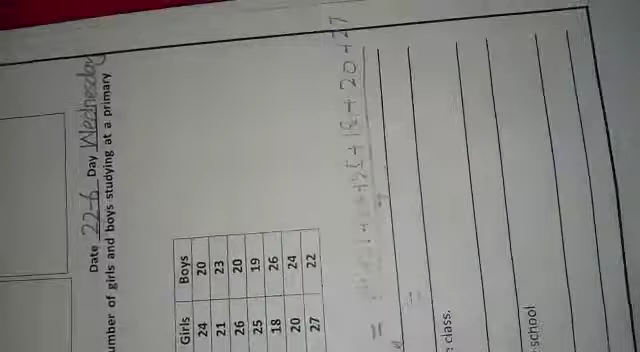 Date 22-6 Day Wednesday
umber of girls and boys studying at a primary
Girls Boys
24 20
21 23
26 20
25 19
18 26
20 24
27 22
= +25+18+20+27
class.
school